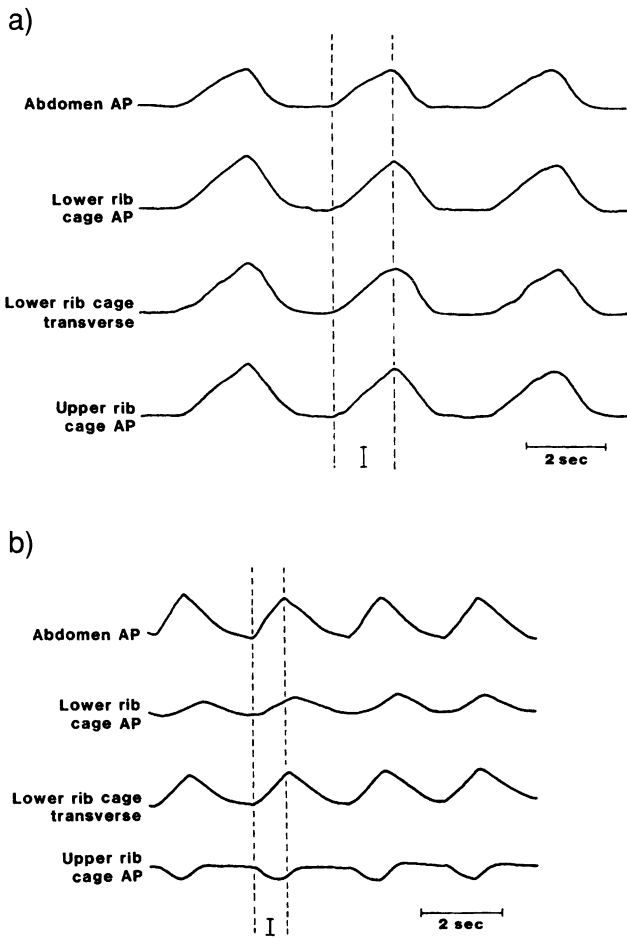 a)
Abdomen AP
Lower rib
cage AP
Lower rib cage
transverse
Upper rib
cage AP
I
2 sec
b)
Abdomen AP
Lower rib
cage AP
Lower rib cage
transverse
Upper rib
cage AP
I
2 sec